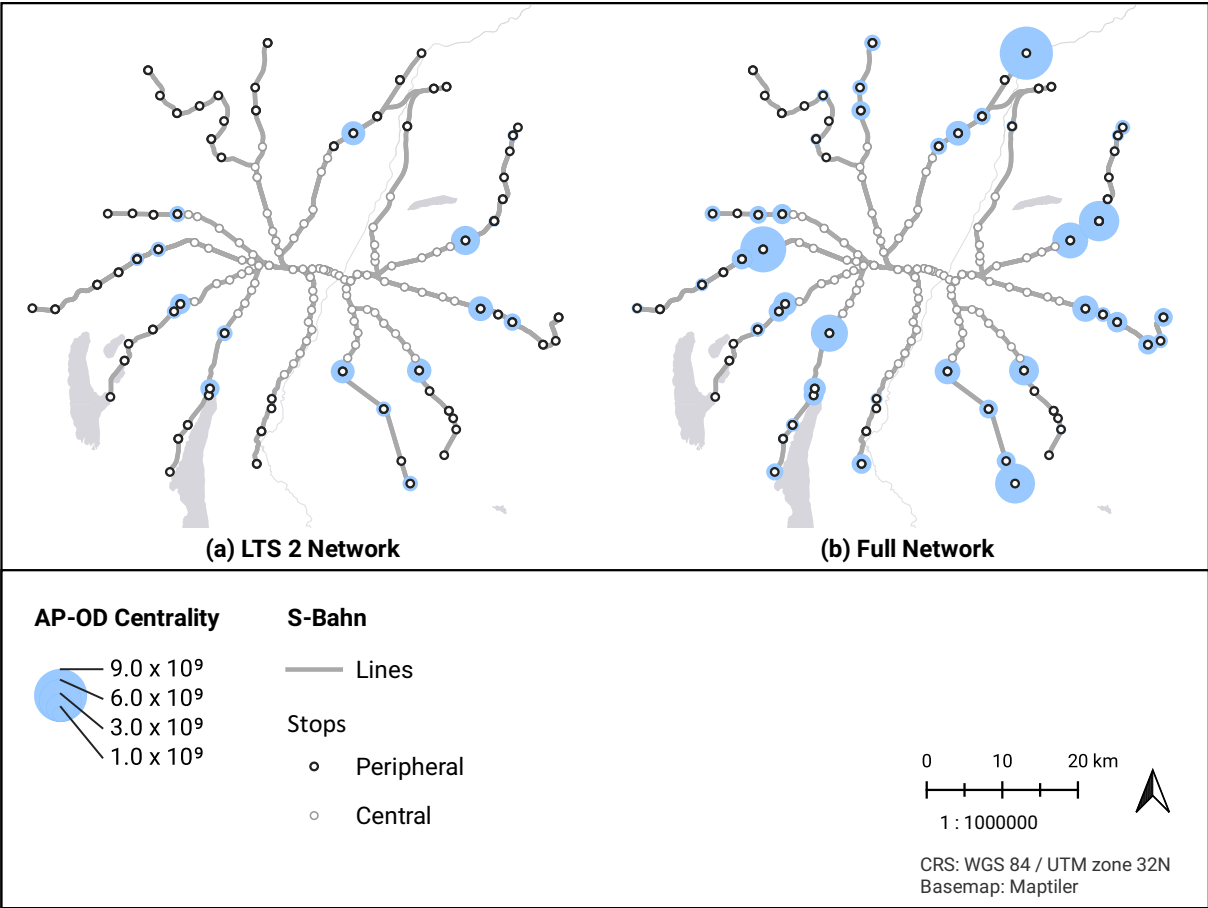 (a) LTS 2 Network
(b) Full Network
AP-OD Centrality
9.0 x 10⁹
6.0 x 10⁹
3.0 x 10⁹
1.0 x 10⁹
S-Bahn
Lines
Stops
Peripheral
Central
0 10 20 km
1 : 1000000
CRS: WGS 84 / UTM zone 32N
Basemap: Maptiler